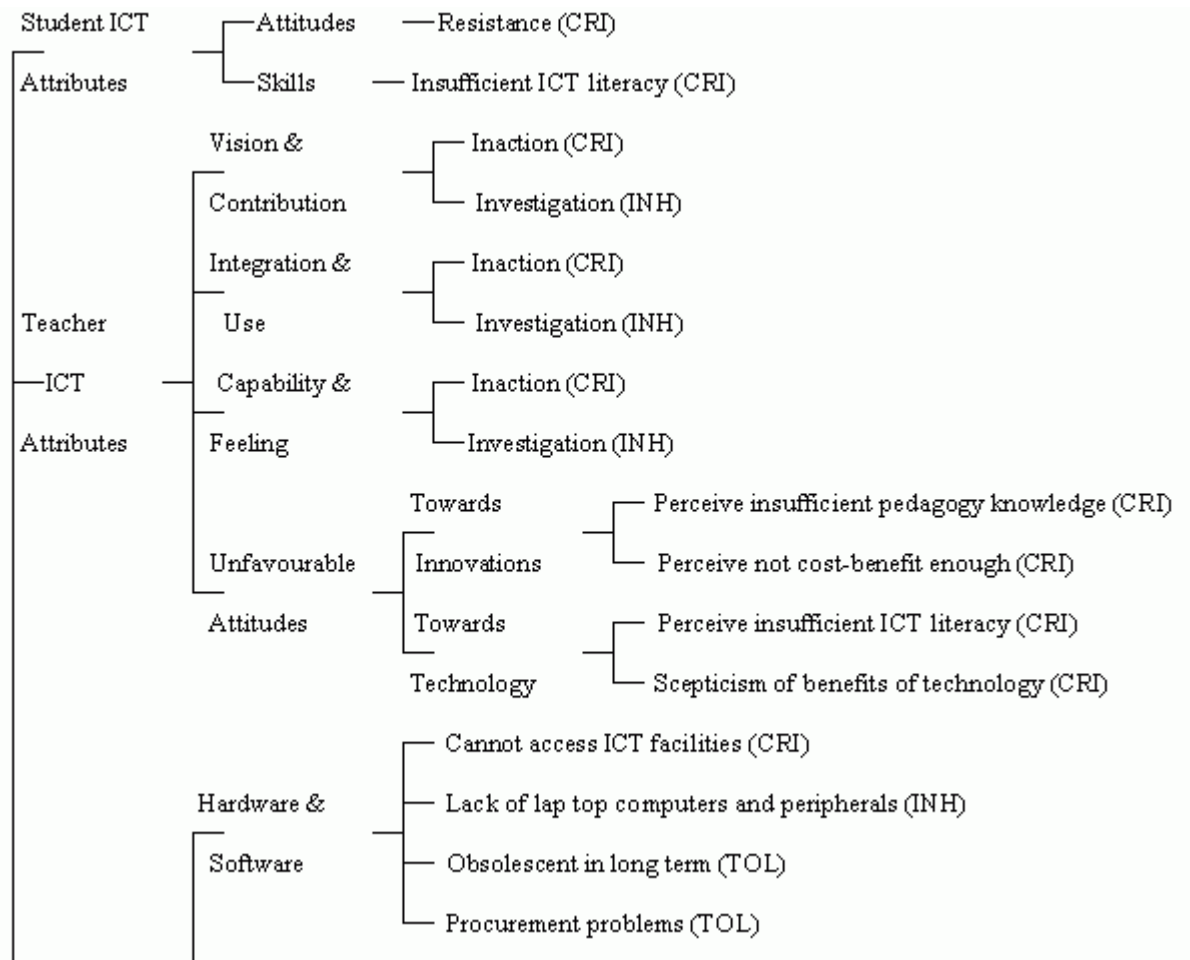 Student ICT
Attributes
Attitudes
Resistance (CRI)
Skills
Insufficient ICT literacy (CRI)
Teacher
ICT
Attributes
Vision &
Contribution
Inaction (CRI)
Investigation (INH)
Integration &
Use
Inaction (CRI)
Investigation (INH)
Capability &
Feeling
Inaction (CRI)
Investigation (INH)
Unfavourable
Attitudes
Towards
Innovations
Perceive insufficient pedagogy knowledge (CRI)
Perceive not cost-benefit enough (CRI)
Towards
Technology
Perceive insufficient ICT literacy (CRI)
Scepticism of benefits of technology (CRI)
Hardware &
Software
Cannot access ICT facilities (CRI)
Lack of lap top computers and peripherals (INH)
Obsolescent in long term (TOL)
Procurement problems (TOL)